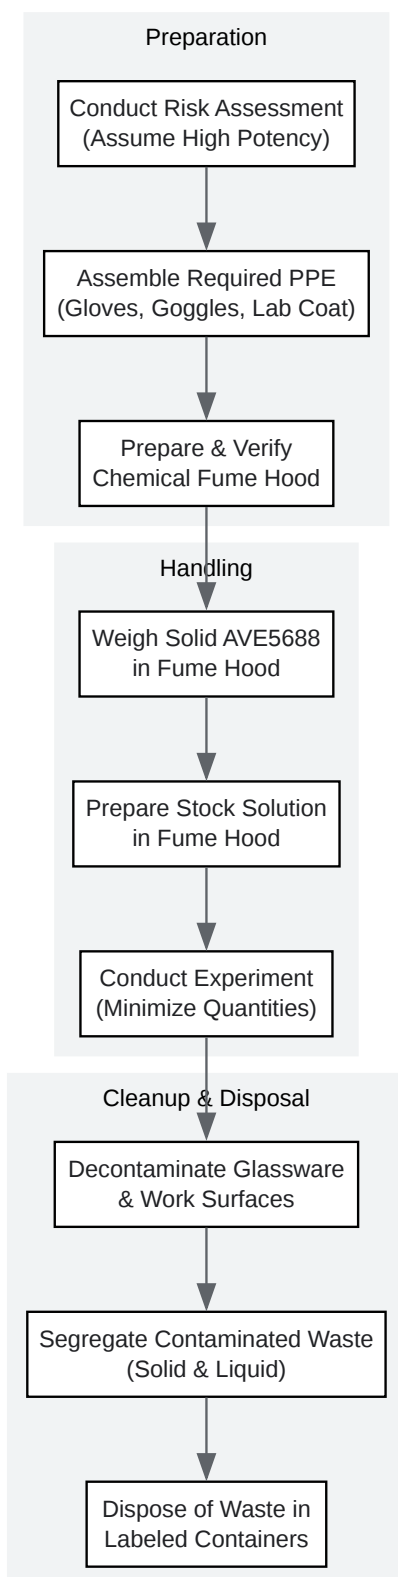 Preparation
Conduct Risk Assessment
(Assume High Potency)
Assemble Required PPE
(Gloves, Goggles, Lab Coat)
Prepare & Verify
Chemical Fume Hood
Handling
Weigh Solid AVE5688
in Fume Hood
Prepare Stock Solution
in Fume Hood
Conduct Experiment
(Minimize Quantities)
Cleanup & Disposal
Decontaminate Glassware
& Work Surfaces
Segregate Contaminated Waste
(Solid & Liquid)
Dispose of Waste in
Labeled Containers